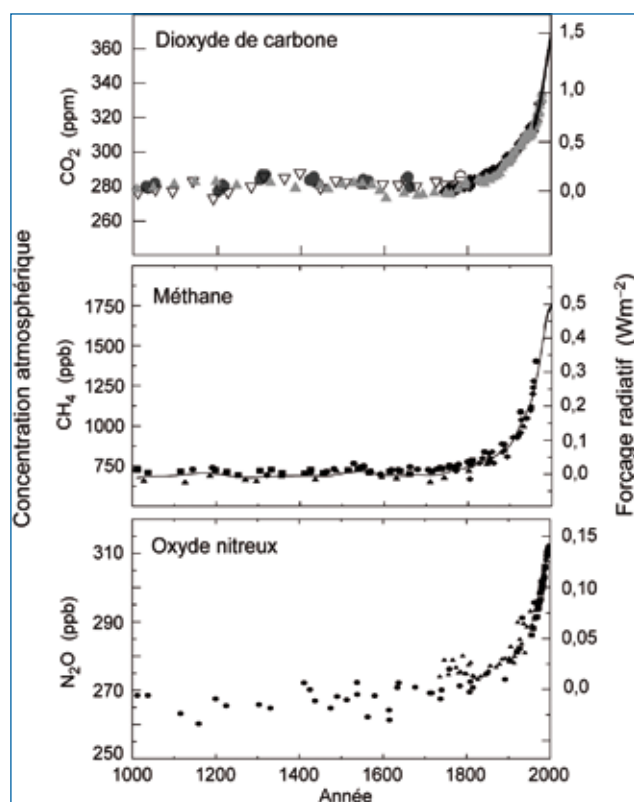 Concentration atmosphérique
Dioxyde de carbone
CO₂ (ppm)
360
340
320
300
280
260
1,5
1,0
0,5
0,0
Méthane
CH₄ (ppb)
1750
1500
1250
1000
750
0,5
0,4
0,3
0,2
0,1
0,0
Forçage radiatif (Wm⁻²)
Oxyde nitreux
N₂O (ppb)
310
290
270
250
0,15
0,10
0,05
0,0
1000 1200 1400 1600 1800 2000
Année